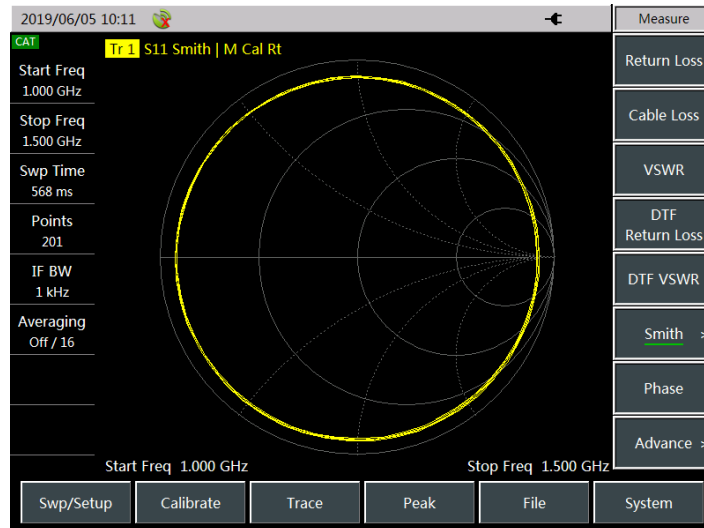 2019/06/05 10:11
Measure
CAT
Tr 1 S11 Smith | M Cal Rt
Start Freq
1.000 GHz
Stop Freq
1.500 GHz
Swp Time
568 ms
Points
201
IF BW
1 kHz
Averaging
Off / 16
Return Loss
Cable Loss
VSWR
DTF
Return Loss
DTF VSWR
Smith >
Phase
Advance >
Start Freq 1.000 GHz
Stop Freq 1.500 GHz
Swp/Setup
Calibrate
Trace
Peak
File
System